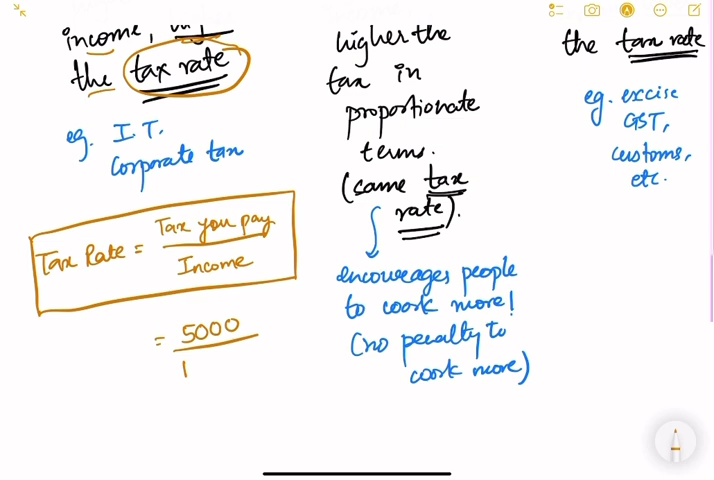 income,
the tax rate
eg. I.T.
Corporate tax
Tax Rate = Tax you pay
Income
= 5000
1
higher the
tax in
proportionate
terms.
(same tax
rate).
encourages people
to work more!
(no penalty to
work more)
the tax rate
eg. excise
GST,
customs,
etc.